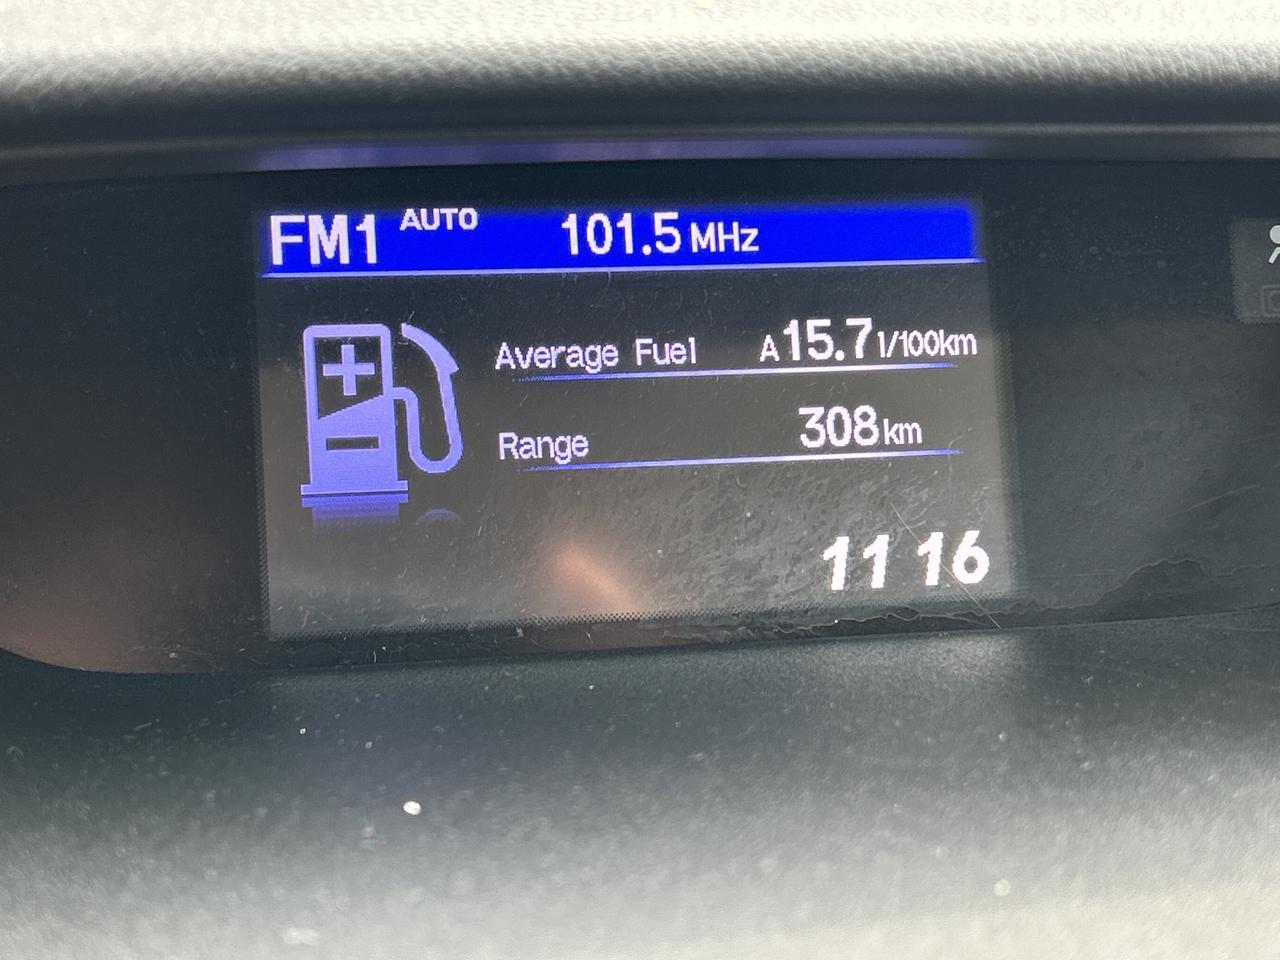 FM1 AUTO 101.5 MHz
Average Fuel A 15.7 l/100km
Range 308 km
11 16